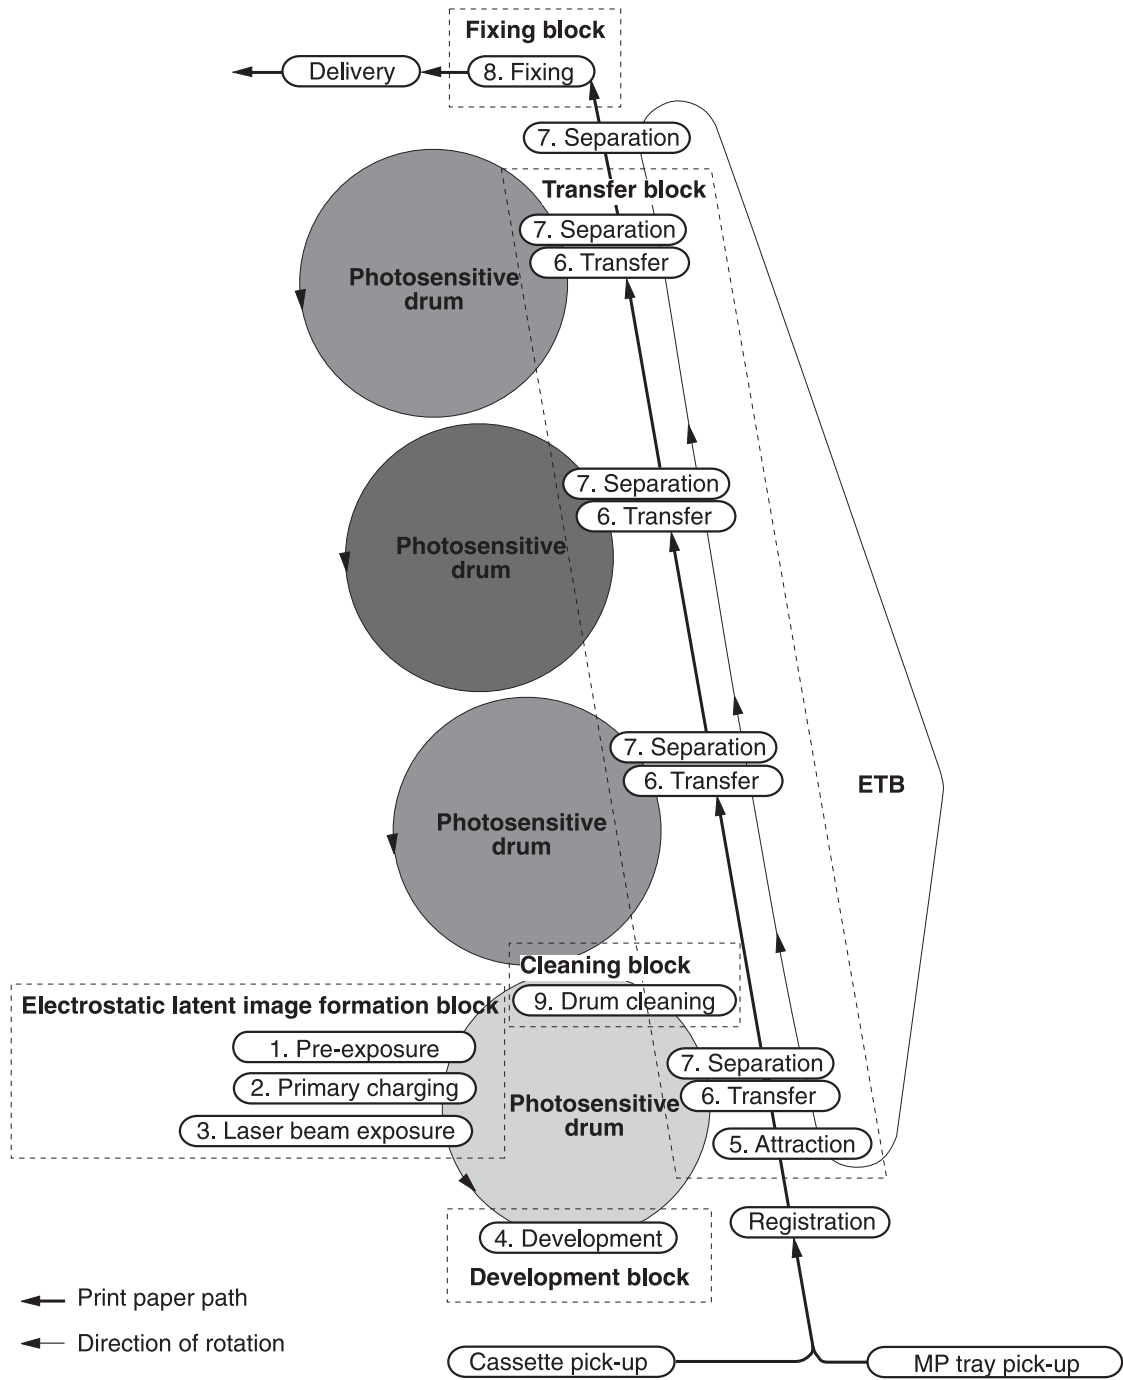 Fixing block
Delivery
8. Fixing
7. Separation
Transfer block
7. Separation
6. Transfer
Photosensitive
drum
7. Separation
6. Transfer
Photosensitive
drum
7. Separation
6. Transfer
ETB
Photosensitive
drum
Cleaning block
9. Drum cleaning
Electrostatic latent image formation block
1. Pre-exposure
2. Primary charging
3. Laser beam exposure
7. Separation
6. Transfer
Photosensitive
drum
5. Attraction
Registration
4. Development
Development block
Print paper path
Direction of rotation
Cassette pick-up
MP tray pick-up